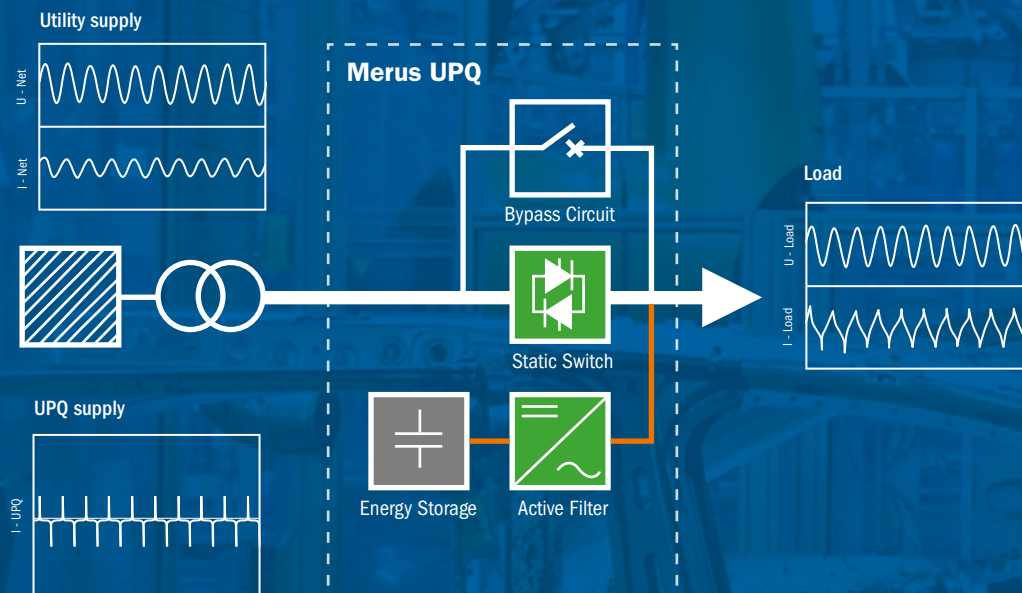 Utility supply
U - Net
I - Net
Merus UPQ
Bypass Circuit
Static Switch
Load
U - Load
I - Load
UPQ supply
I - UPQ
Energy Storage
Active Filter